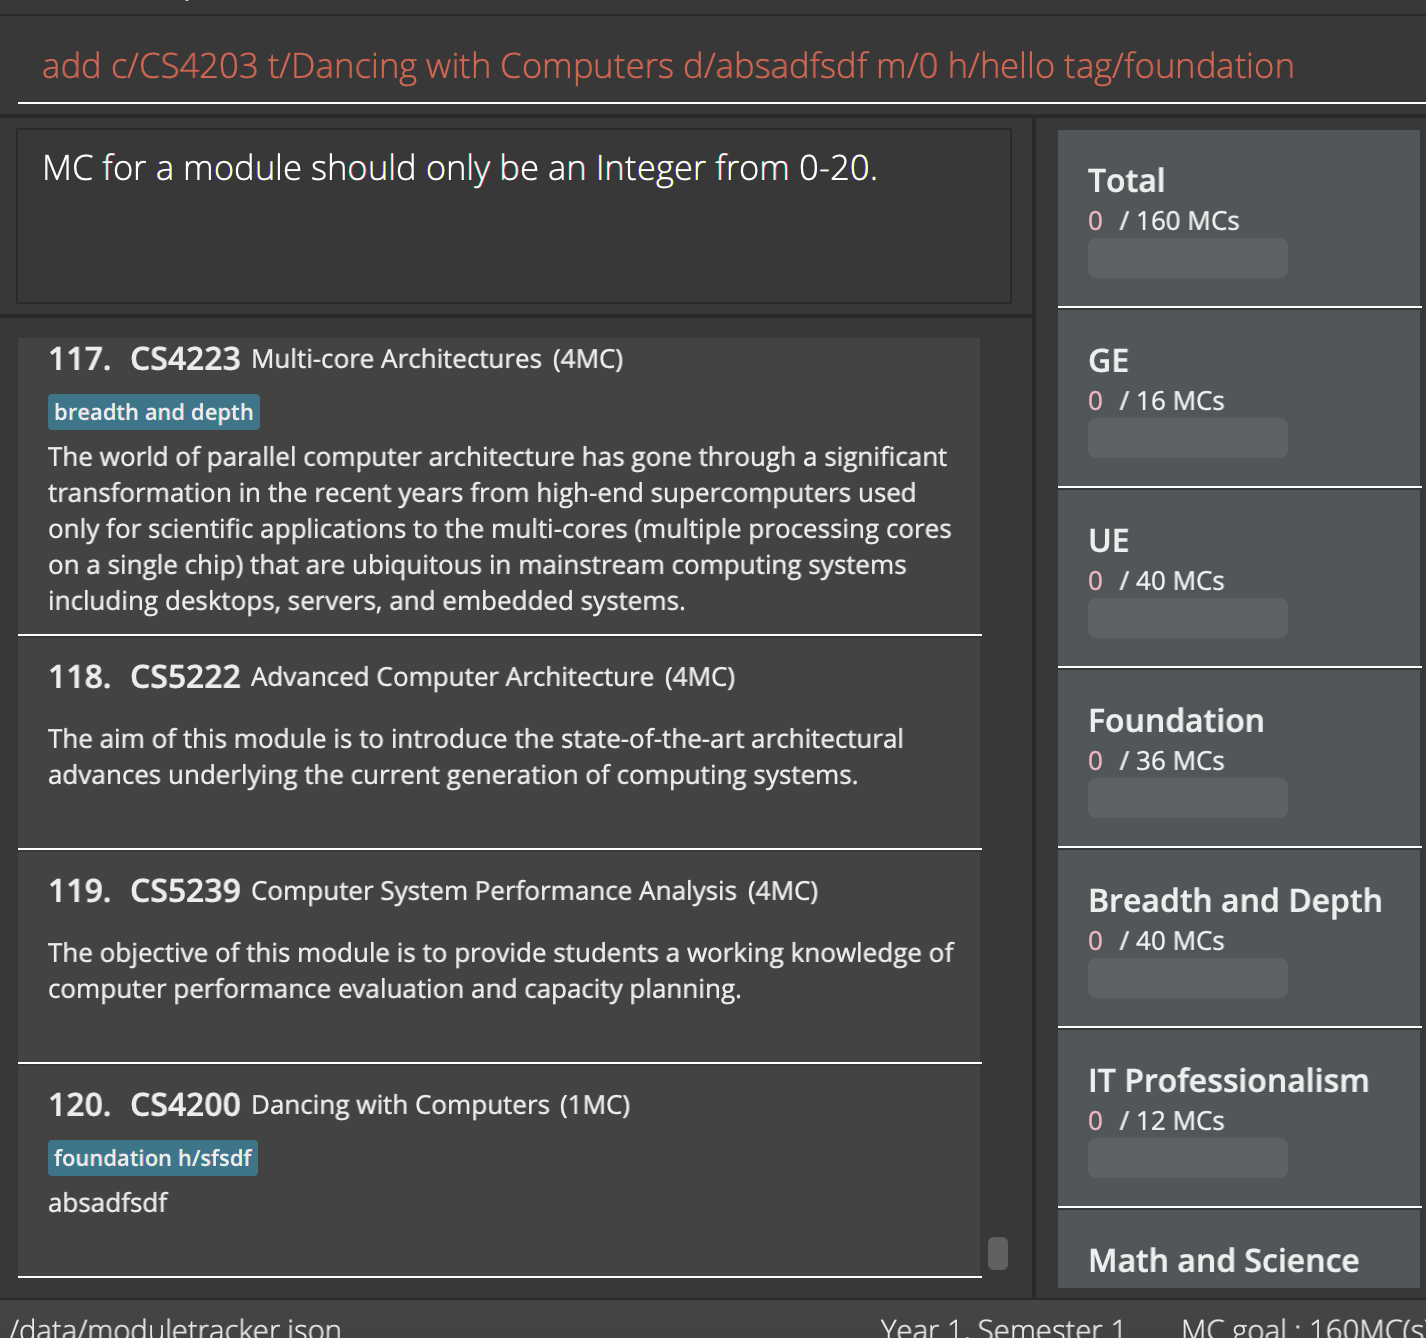 add c/CS4203 t/Dancing with Computers d/absadfsdf m/0 h/hello tag/foundation
MC for a module should only be an Integer from 0-20.
117. CS4223 Multi-core Architectures (4MC)
breadth and depth
The world of parallel computer architecture has gone through a significant
transformation in the recent years from high-end supercomputers used
only for scientific applications to the multi-cores (multiple processing cores
on a single chip) that are ubiquitous in mainstream computing systems
including desktops, servers, and embedded systems.
118. CS5222 Advanced Computer Architecture (4MC)
The aim of this module is to introduce the state-of-the-art architectural
advances underlying the current generation of computing systems.
119. CS5239 Computer System Performance Analysis (4MC)
The objective of this module is to provide students a working knowledge of
computer performance evaluation and capacity planning.
120. CS4200 Dancing with Computers (1MC)
foundation h/sfsdf
absadfsdf
Total
0 / 160 MCs
GE
0 / 16 MCs
UE
0 / 40 MCs
Foundation
0 / 36 MCs
Breadth and Depth
0 / 40 MCs
IT Professionalism
0 / 12 MCs
Math and Science
/data/moduletracker.json
Year 1, Semester 1
MC goal : 160MC(s